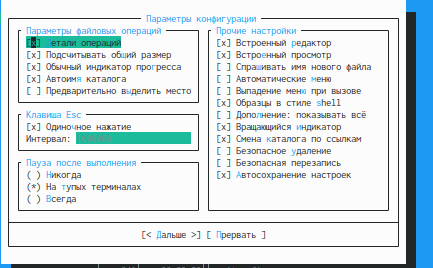 Параметры конфигурации
Параметры файловых операций
[x] етали операций
[x] Подсчитывать общий размер
[x] Обычный индикатор прогресса
[x] Автоимя каталога
[ ] Предварительно выделить место
Клавиша Esc
[x] Одиночное нажатие
Интервал:
Пауза после выполнения
( ) Никогда
(*) На тупых терминалах
( ) Всегда
Прочие настройки
[x] Встроенный редактор
[x] Встроенный просмотр
[ ] Спрашивать имя нового файла
[ ] Автоматические меню
[ ] Выпадение меню при вызове
[x] Образцы в стиле shell
[ ] Дополнение: показывать всё
[x] Вращающийся индикатор
[x] Смена каталога по ссылкам
[ ] Безопасное удаление
[ ] Безопасная перезапись
[x] Автосохранение настроек
[< Дальше >] [ Прервать ]